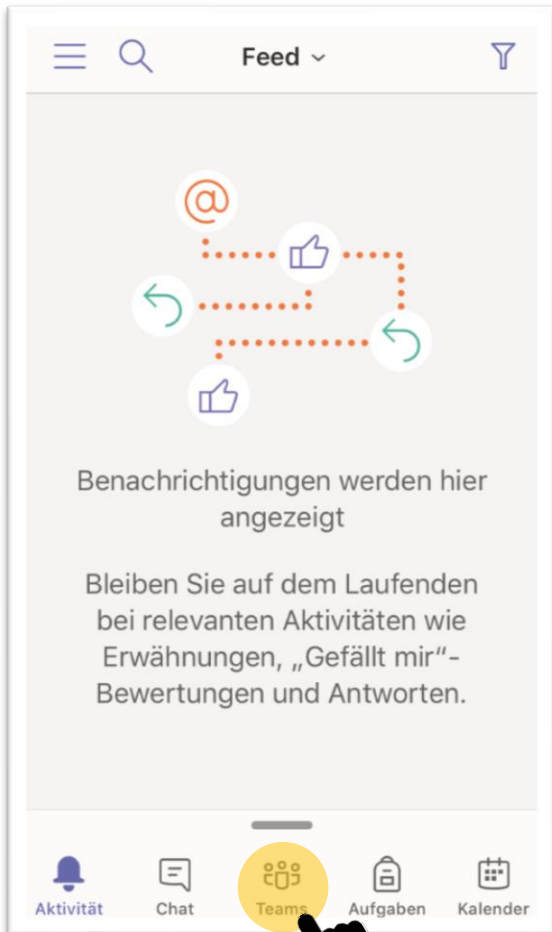 Feed
@
Benachrichtigungen werden hier
angezeigt
Bleiben Sie auf dem Laufenden
bei relevanten Aktivitäten wie
Erwähnungen, „Gefällt mir“-
Bewertungen und Antworten.
Aktivität Chat Teams Aufgaben Kalender